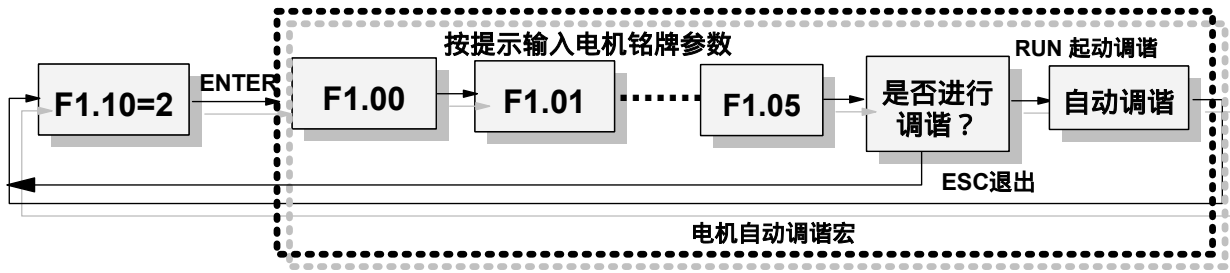 按提示输入电机铭牌参数
RUN 起动调谐
F1.10=2
ENTER
F1.00
F1.01
F1.05
是否进行
调谐？
自动调谐
ESC退出
电机自动调谐宏